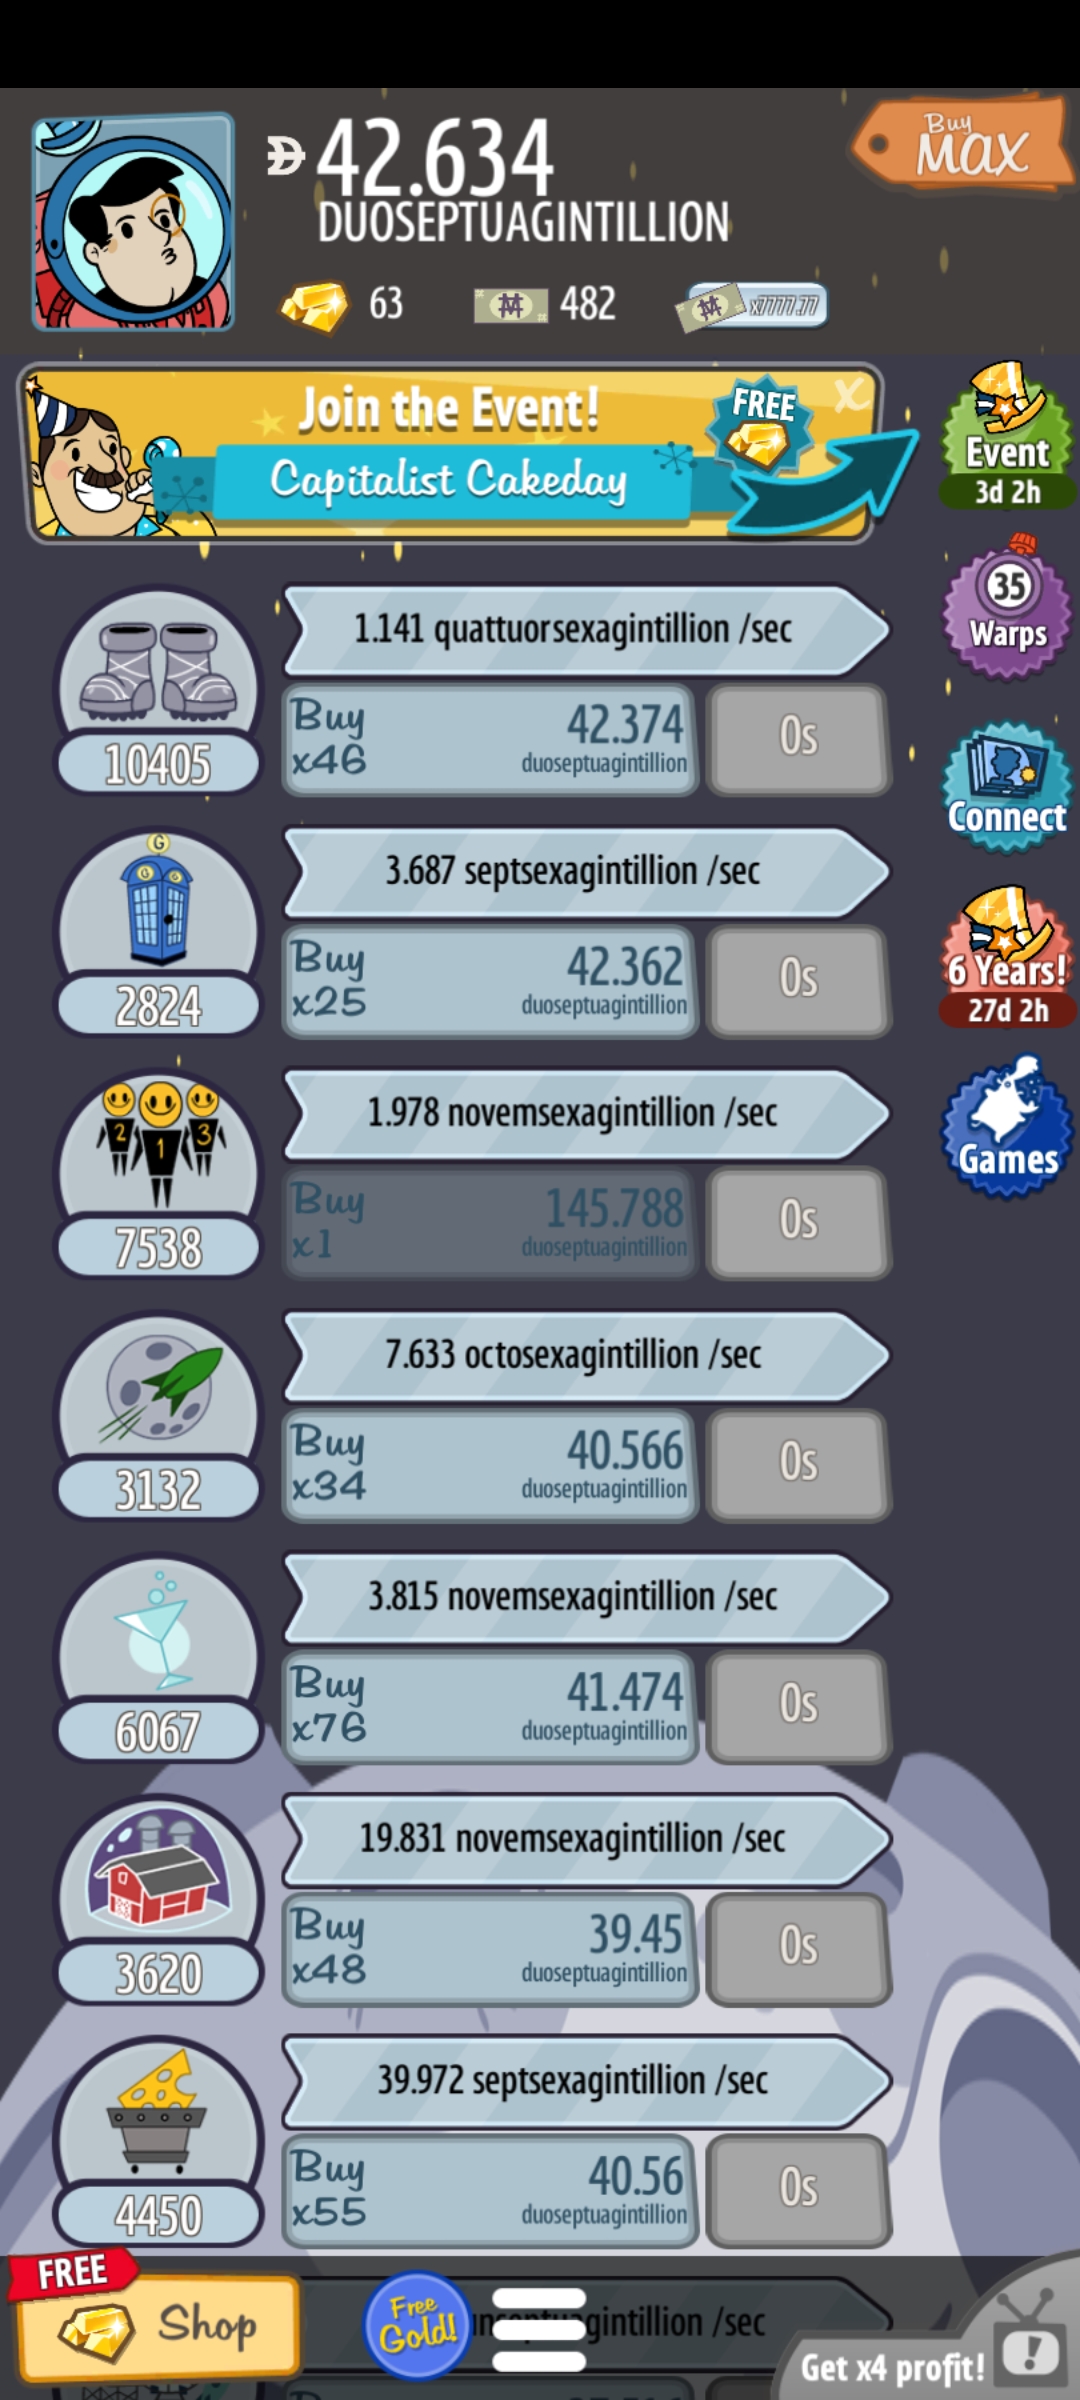 42.634
DUOSEPTUAGINTILLION
Buy
MAX
63
482
x7777.77
Join the Event!
FREE
X
Capitalist Cakeday
Event
3d 2h
35
Warps
1.141 quattuorsexagintillion /sec
Buy
x46
42.374
duoseptuagintillion
0s
10405
Connect
G
G
G
3.687 septsexagintillion /sec
Buy
x25
42.362
duoseptuagintillion
0s
2824
6 Years!
27d 2h
2
1
3
1.978 novemsexagintillion /sec
Buy
x1
145.788
duoseptuagintillion
0s
7538
Games
7.633 octosexagintillion /sec
Buy
x34
40.566
duoseptuagintillion
0s
3132
3.815 novemsexagintillion /sec
Buy
x76
41.474
duoseptuagintillion
0s
6067
19.831 novemsexagintillion /sec
Buy
x48
39.45
duoseptuagintillion
0s
3620
39.972 septsexagintillion /sec
Buy
x55
40.56
duoseptuagintillion
0s
4450
FREE
Shop
Free
Gold!
/sec
Get x4 profit!